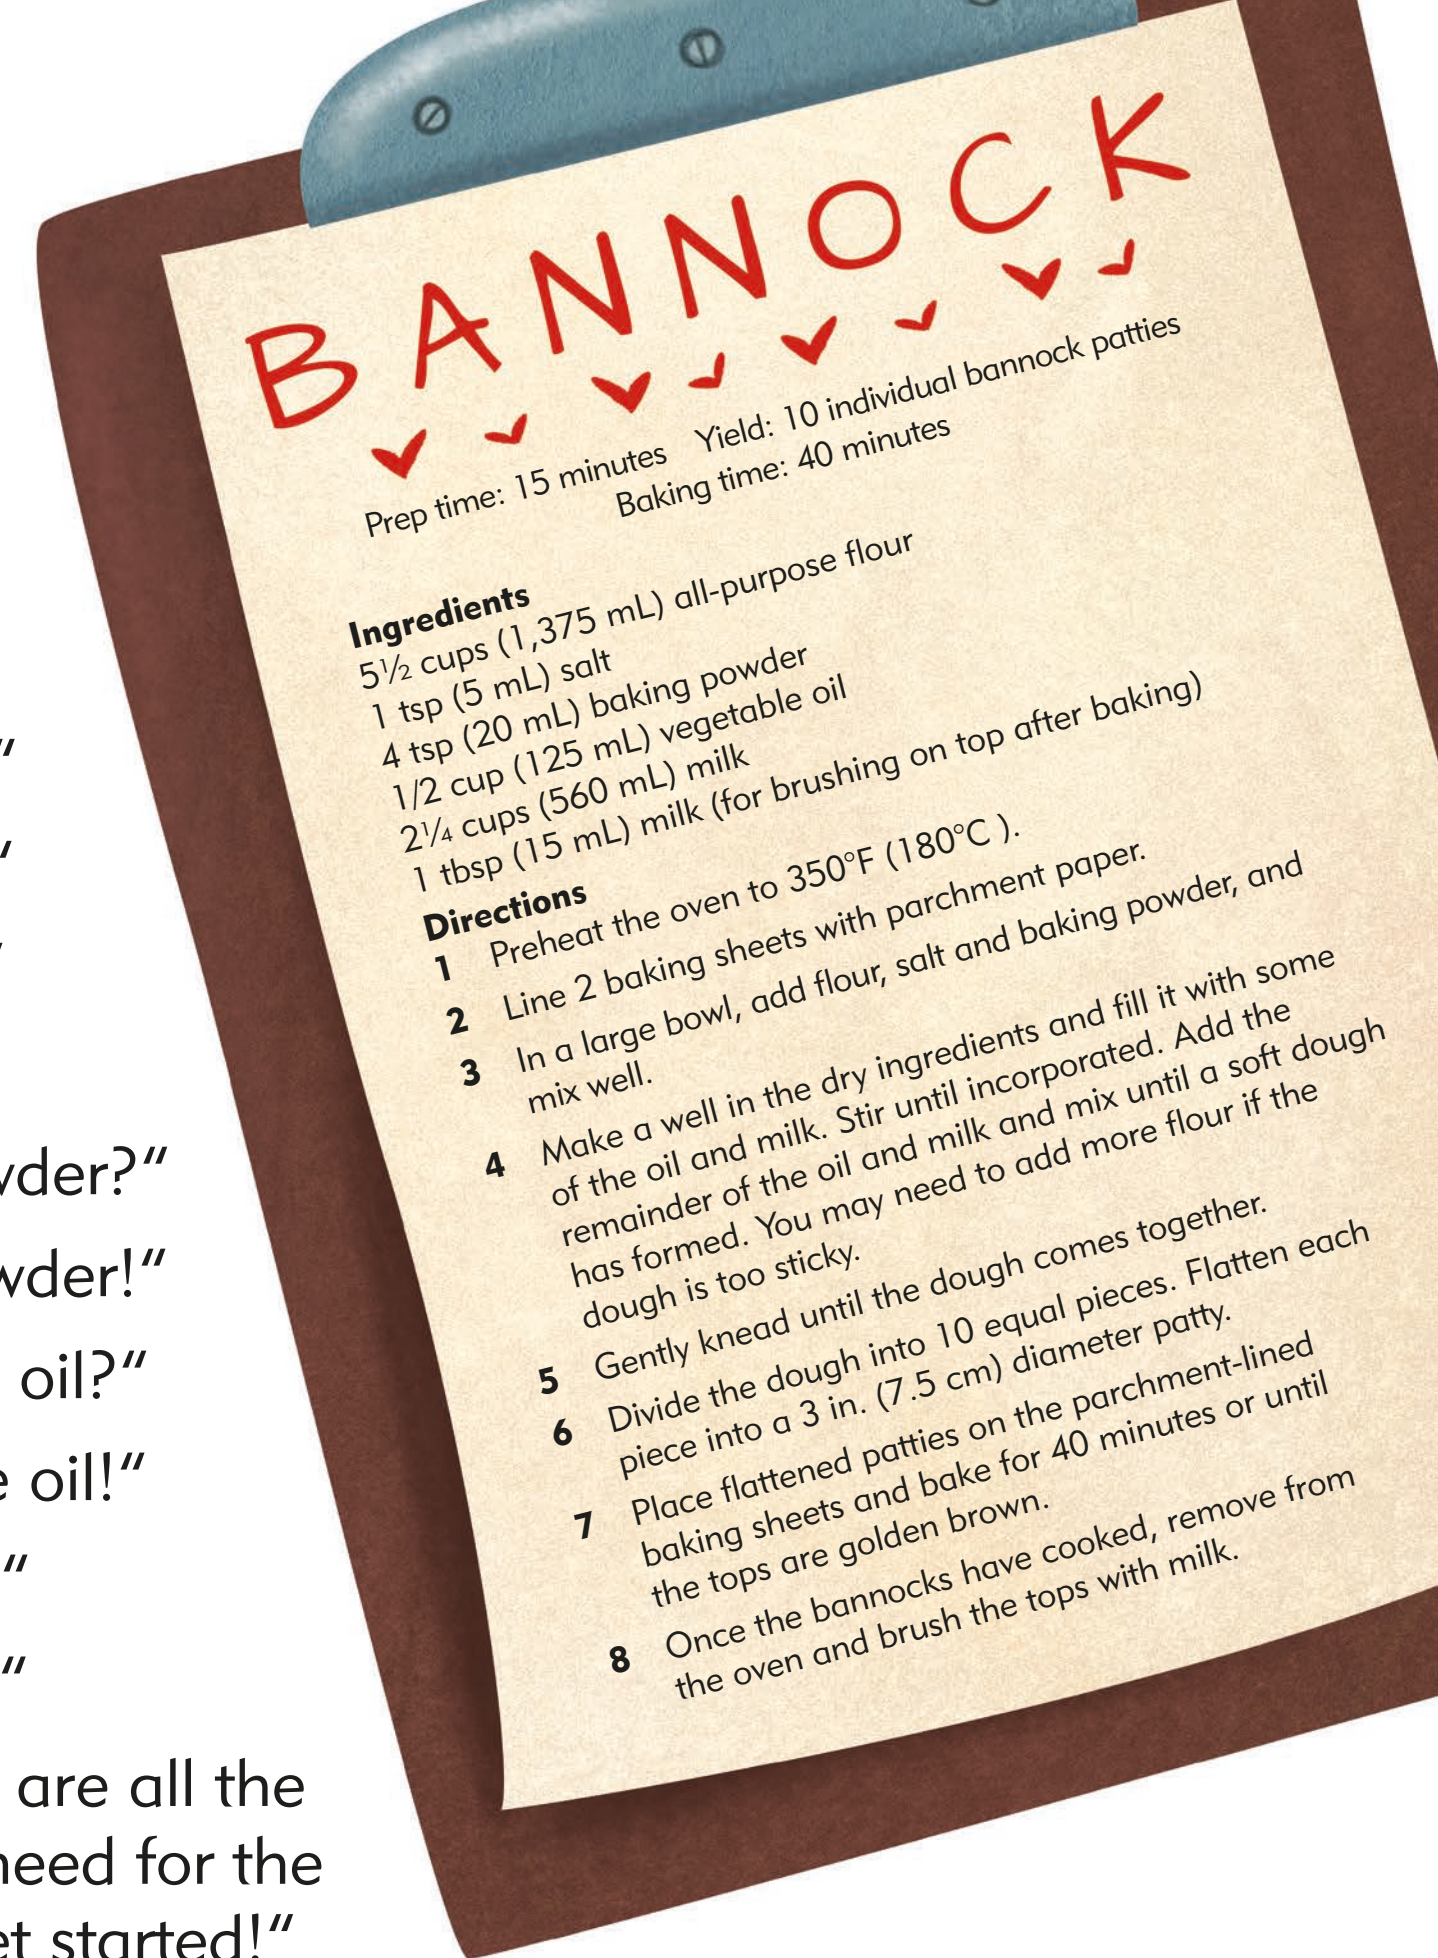 BANNOCK
Prep time: 15 minutes Yield: 10 individual bannock patties
Baking time: 40 minutes
Ingredients
5½ cups (1,375 mL) all-purpose flour
1 tsp (5 mL) salt
4 tsp (20 mL) baking powder
1/2 cup (125 mL) vegetable oil
2¼ cups (560 mL) milk
1 tbsp (15 mL) milk (for brushing on top after baking)
Directions
1 Preheat the oven to 350°F (180°C ).
2 Line 2 baking sheets with parchment paper.
3 In a large bowl, add flour, salt and baking powder, and
mix well.
4 Make a well in the dry ingredients and fill it with some
of the oil and milk. Stir until incorporated. Add the
remainder of the oil and milk and mix until a soft dough
has formed. You may need to add more flour if the
dough is too sticky.
5 Gently knead until the dough comes together.
6 Divide the dough into 10 equal pieces. Flatten each
piece into a 3 in. (7.5 cm) diameter patty.
7 Place flattened patties on the parchment-lined
baking sheets and bake for 40 minutes or until
the tops are golden brown.
8 Once the bannocks have cooked, remove from
the oven and brush the tops with milk.
wder?“
wder!“
oil?“
oil!“
are all the
need for the
started!“